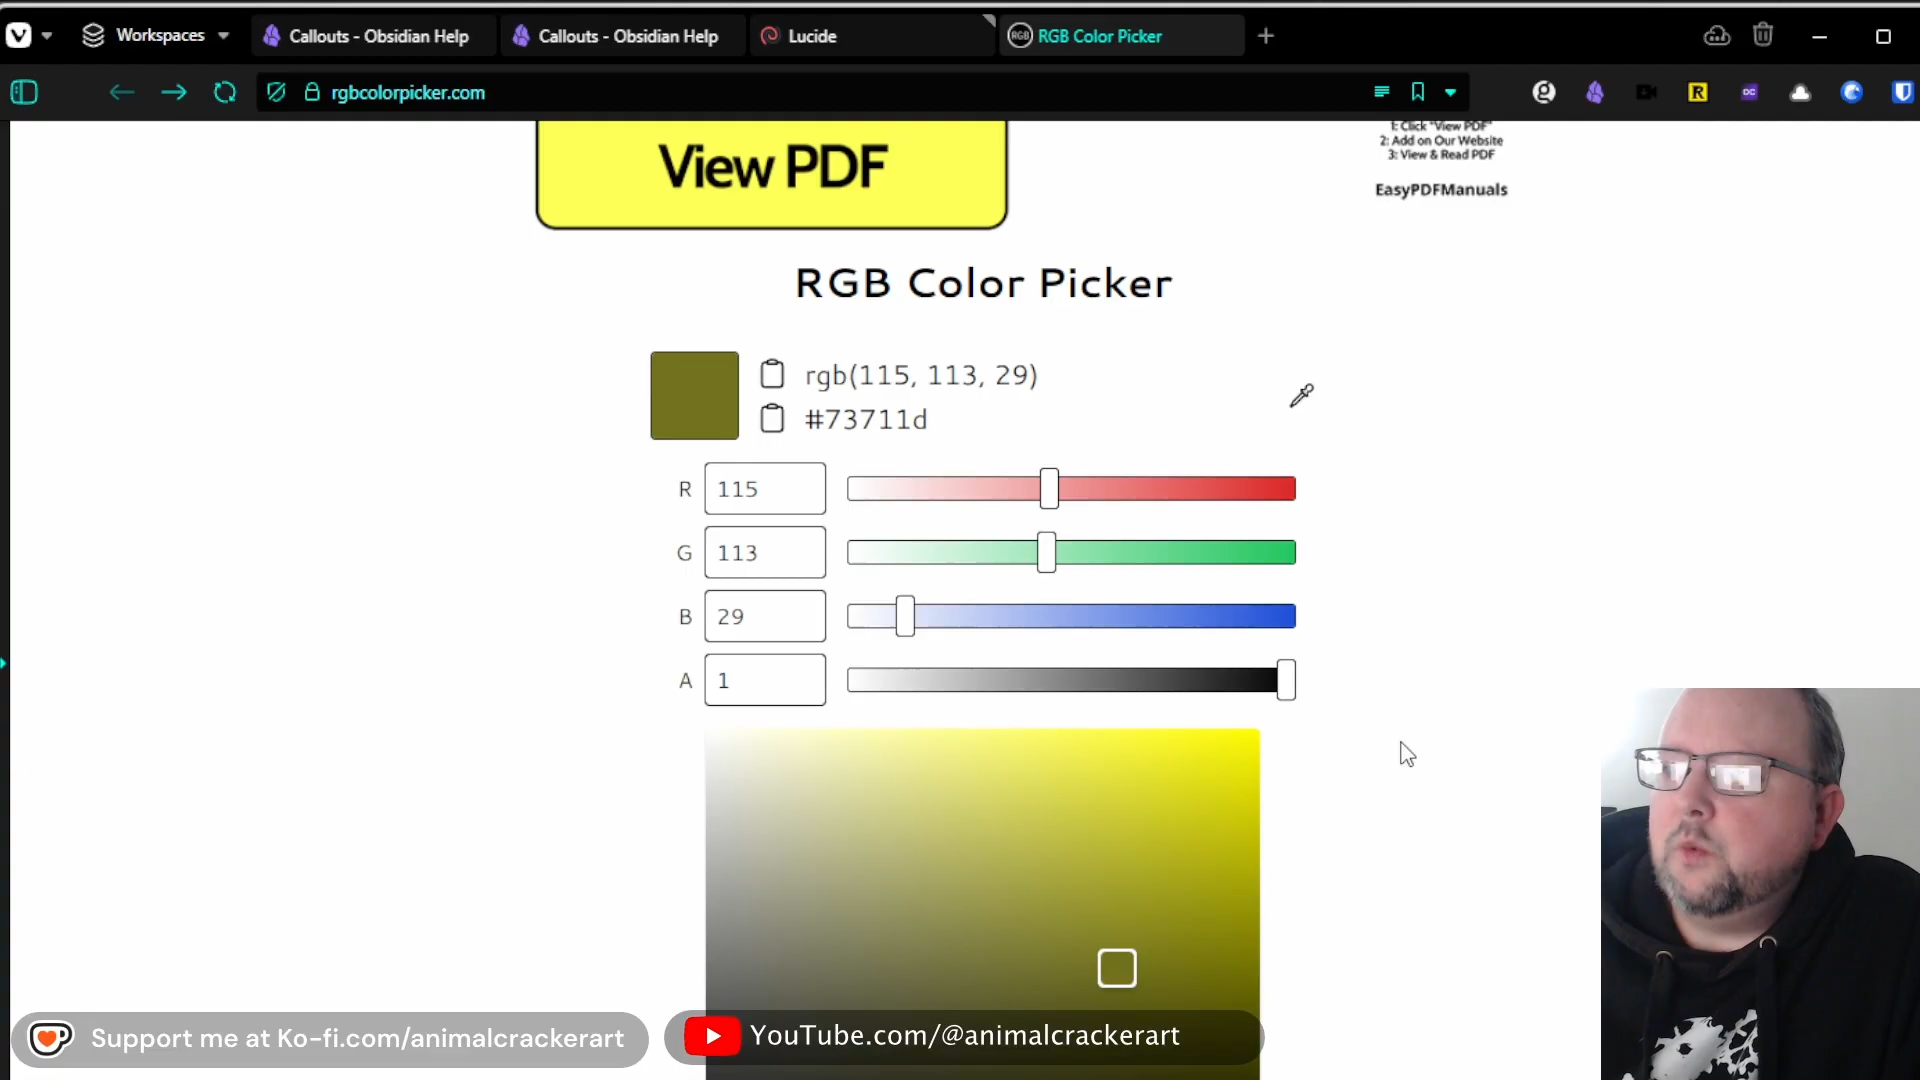 Workspaces
Callouts - Obsidian Help
Callouts - Obsidian Help
Lucide
RGB
RGB Color Picker
rgbcolorpicker.com
R
OC
View PDF
1: Click "View PDF"
2: Add on Our Website
3: View & Read PDF
EasyPDFManuals
RGB Color Picker
rgb(115, 113, 29)
#73711d
R 115
G 113
B 29
A 1
Support me at Ko-fi.com/animalcrackerart
YouTube.com/@animalcrackerart